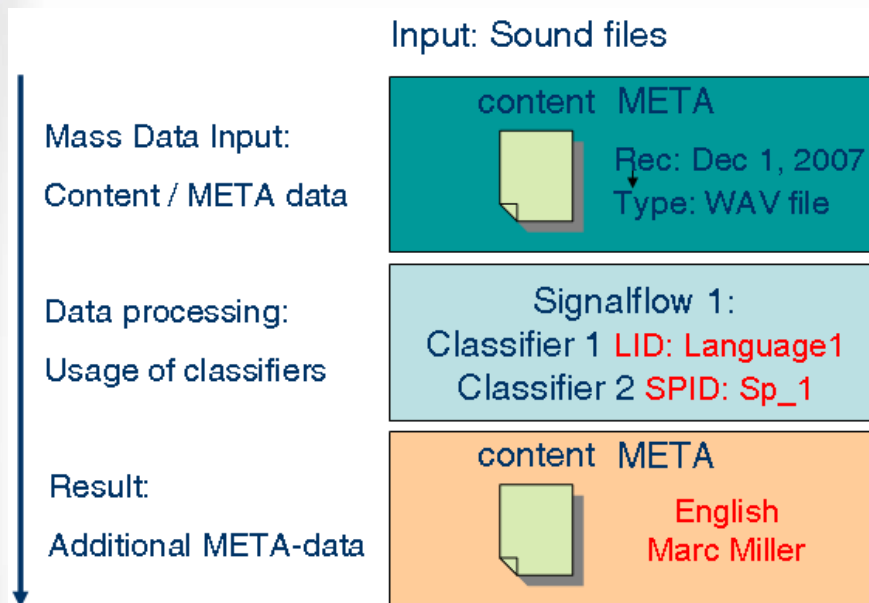 Input: Sound files
Mass Data Input:
Content / META data
content META
Rec: Dec 1, 2007
Type: WAV file
Data processing:
Usage of classifiers
Signalflow 1:
Classifier 1 LID: Language1
Classifier 2 SPID: Sp_1
Result:
Additional META-data
content META
English
Marc Miller